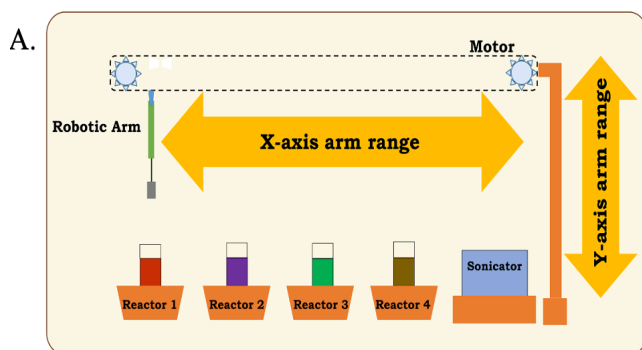 A.
Motor
Robotic Arm
X-axis arm range
Y-axis arm range
Sonicator
Reactor 1
Reactor 2
Reactor 3
Reactor 4